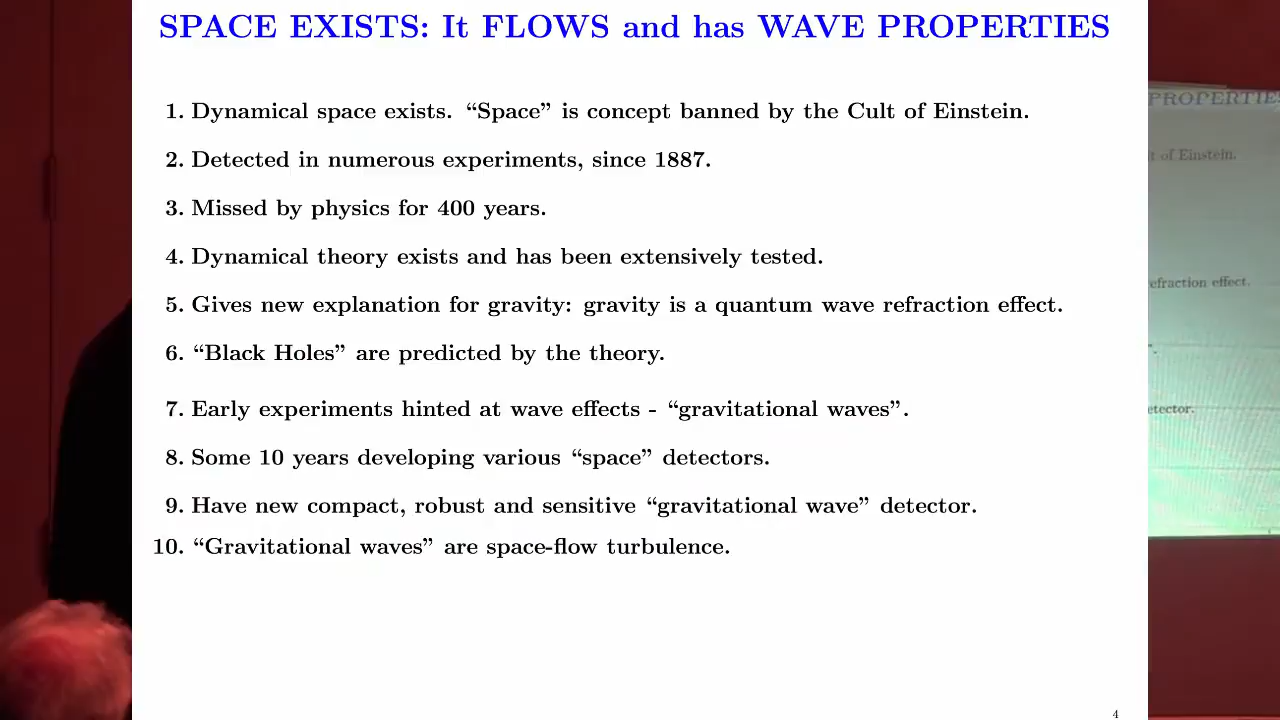 SPACE EXISTS: It FLOWS and has WAVE PROPERTIES
1. Dynamical space exists. “Space” is concept banned by the Cult of Einstein.
2. Detected in numerous experiments, since 1887.
3. Missed by physics for 400 years.
4. Dynamical theory exists and has been extensively tested.
5. Gives new explanation for gravity: gravity is a quantum wave refraction effect.
6. “Black Holes” are predicted by the theory.
7. Early experiments hinted at wave effects - “gravitational waves”.
8. Some 10 years developing various “space” detectors.
9. Have new compact, robust and sensitive “gravitational wave” detector.
10. “Gravitational waves” are space-flow turbulence.
4
of Einstein.
effect.